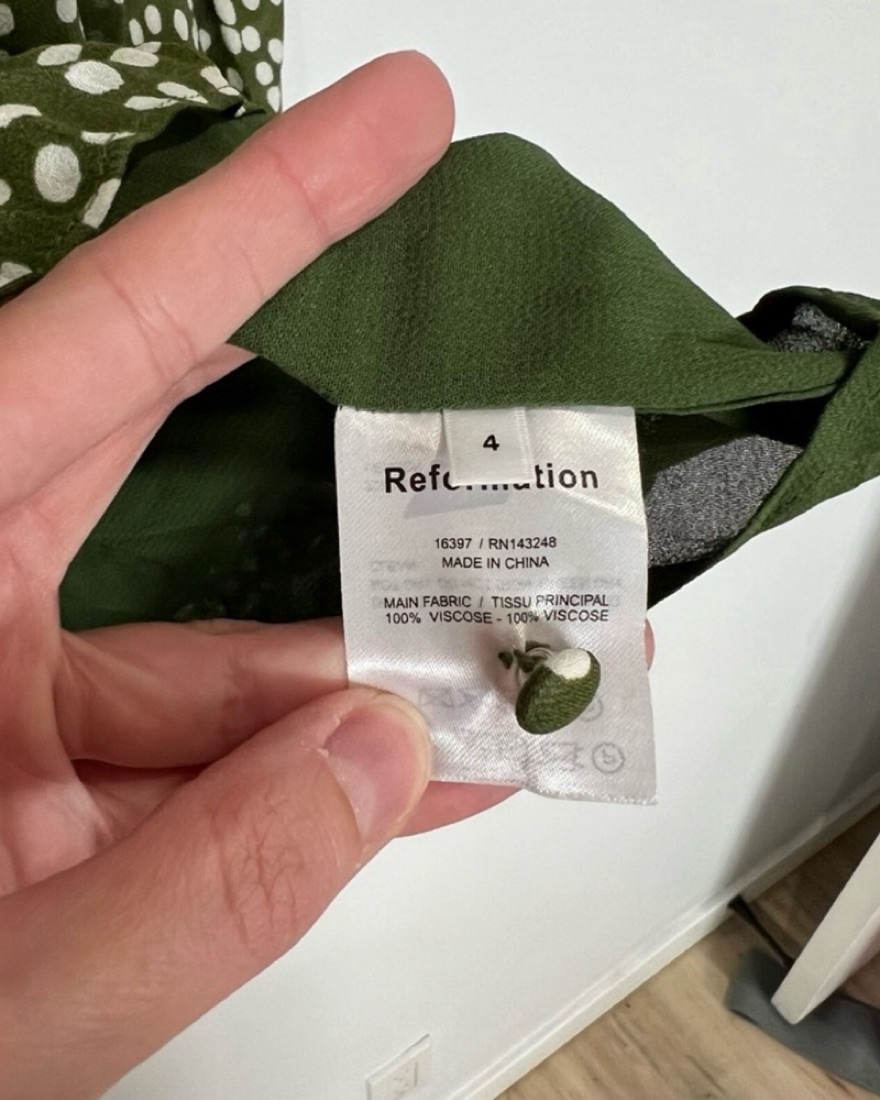 4
Reformation
16397 / RN143248
MADE IN CHINA
MAIN FABRIC / TISSU PRINCIPAL
100% VISCOSE - 100% VISCOSE